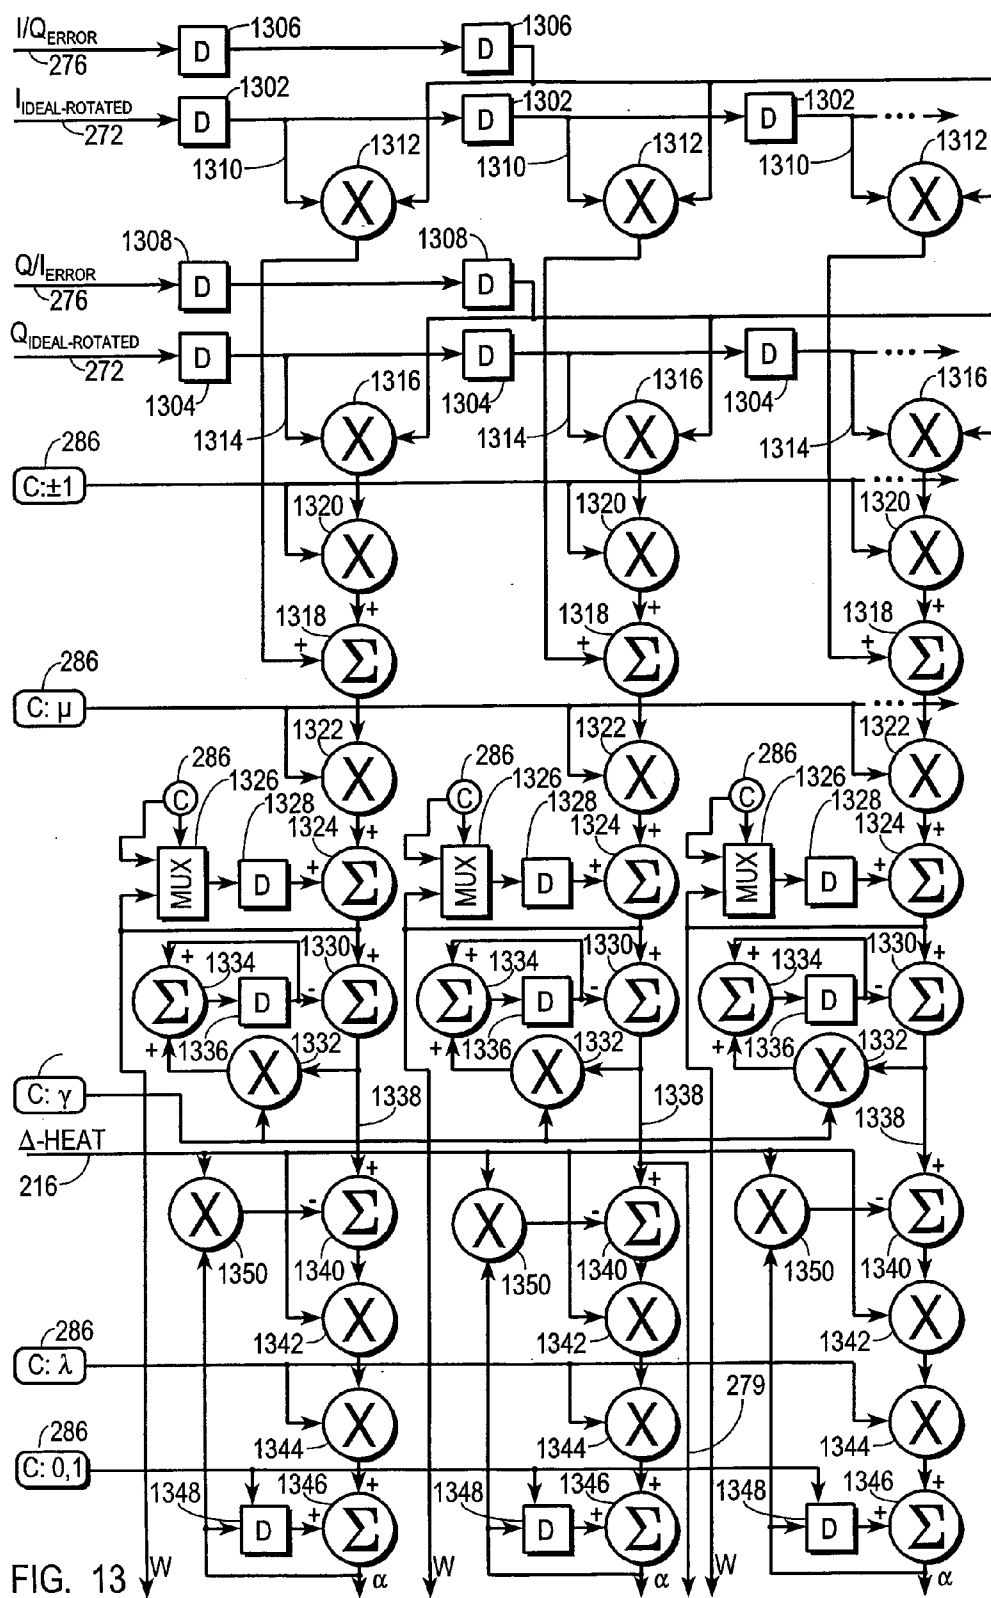 I/QERROR 1306 1306
D D
276
IIDEAL-ROTATED 1302 1302 1302
D D D ...
272 1310 1312 1310 1312 1310 1312
X X X
1308 1308
Q/IERROR
D D
276
QIDEAL-ROTATED
D D 1304 D ...
272 1304 1316 1304 1316 1304 1316
X X X
286 1314 1314 1314
C:±1 ...
1320 1320 1320
X X X
+ + +
1318 1318 1318
+ Σ + Σ + Σ
286
C: μ ...
1322 1322 1322
X X X
286 1326 286 1326 286 1326
C C C
1328 1324 + 1328 1324 + 1328 1324 +
MUX D + Σ MUX D + Σ MUX D + Σ
+ 1330 + + 1330 + + 1330 +
1334 1334 1334
Σ D - Σ Σ D - Σ Σ D - Σ
+ 1336 1332 + 1336 1332 + 1336 1332
X X X
C: γ
1338 1338 1338
Δ-HEAT
216 + + +
X - Σ X - Σ X - Σ
1350 1340 1350 1340 1350 1340
X X X
286 1342 1342 1342
C: λ
279
X X X
286 1344 1344 1344
C: 0,1
1348 1346 + 1348 1346 + 1348 1346 +
D + Σ D + Σ D + Σ
FIG. 13 W α W α W α